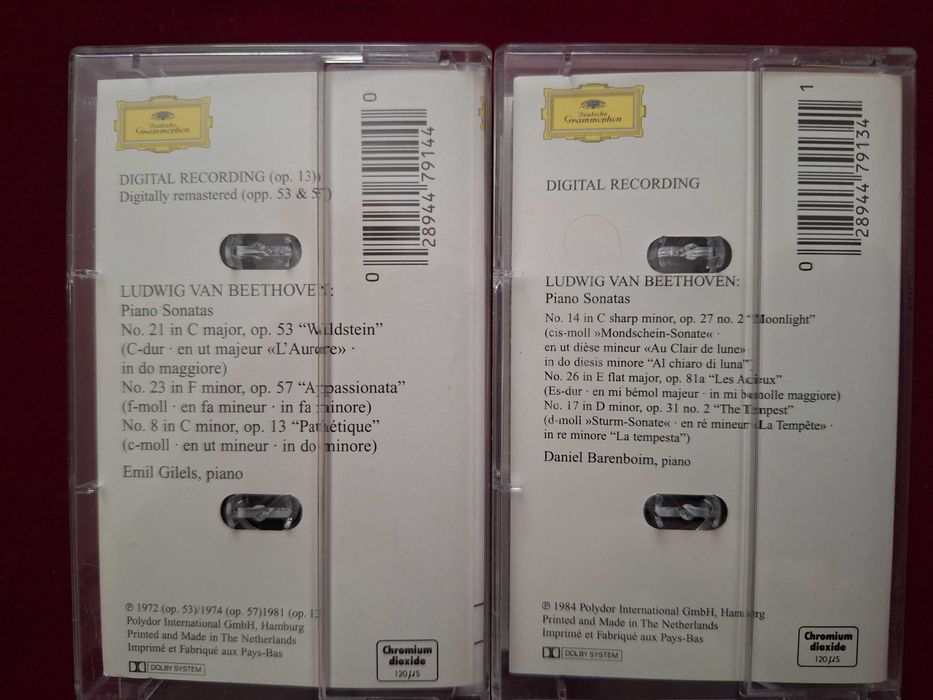 Deutsche
Grammophon
0
28944 79144
0
DIGITAL RECORDING (op. 13)
Digitally remastered (opp. 53 & 57)
LUDWIG VAN BEETHOVEN:
Piano Sonatas
No. 21 in C major, op. 53 “Waldstein”
(C-dur · en ut majeur «L’Aurore» ·
in do maggiore)
No. 23 in F minor, op. 57 “Appassionata”
(f-moll · en fa mineur · in fa minore)
No. 8 in C minor, op. 13 “Pathétique”
(c-moll · en ut mineur · in do minore)
Emil Gilels, piano
℗ 1972 (op. 53)/1974 (op. 57)1981 (op. 13
Polydor International GmbH, Hamburg
Printed and Made in The Netherlands
Imprimé et Fabriqué aux Pays-Bas
DOLBY SYSTEM
Chromium
dioxide
120 µS
Deutsche
Grammophon
1
28944 79134
0
DIGITAL RECORDING
LUDWIG VAN BEETHOVEN:
Piano Sonatas
No. 14 in C sharp minor, op. 27 no. 2 “Moonlight”
(cis-moll »Mondschein-Sonate« ·
en ut dièse mineur «Au Clair de lune»
in do diesis minore “Al chiaro di luna”)
No. 26 in E flat major, op. 81a “Les Adieux”
(Es-dur · en mi bémol majeur · in mi bemolle maggiore)
No. 17 in D minor, op. 31 no. 2 “The Tempest”
(d-moll »Sturm-Sonate« · en ré mineur «La Tempête» ·
in re minore “La tempesta”)
Daniel Barenboim, piano
℗ 1984 Polydor International GmbH, Hamburg
Printed and Made in The Netherlands
Imprimé et Fabriqué aux Pays-Bas
DOLBY SYSTEM
Chromium
dioxide
120 µS